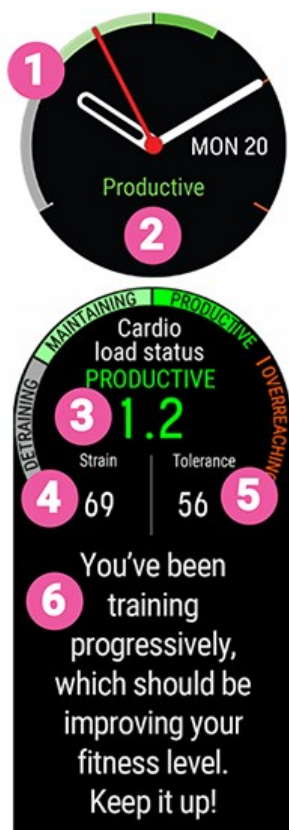 1
MON 20
Productive
2
DETRAINING
MAINTAINING
PRODUCTIVE
OVERREACHING
Cardio
load status
PRODUCTIVE
3
1.2
Strain
Tolerance
4
69
56
5
6
You've been
training
progressively,
which should be
improving your
fitness level.
Keep it up!